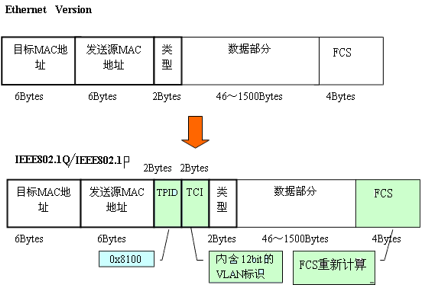 Ethernet Version
目标MAC地址
发送源MAC地址
类型
数据部分
FCS
6Bytes
6Bytes
2Bytes
46～1500Bytes
4Bytes
IEEE802.1Q/IEEE802.1p
2Bytes
2Bytes
目标MAC地址
发送源MAC地址
TPID
TCI
类型
数据部分
FCS
6Bytes
6Bytes
2Bytes
46～1500Bytes
4Bytes
0x8100
内含12bit的
VLAN标识
FCS重新计算